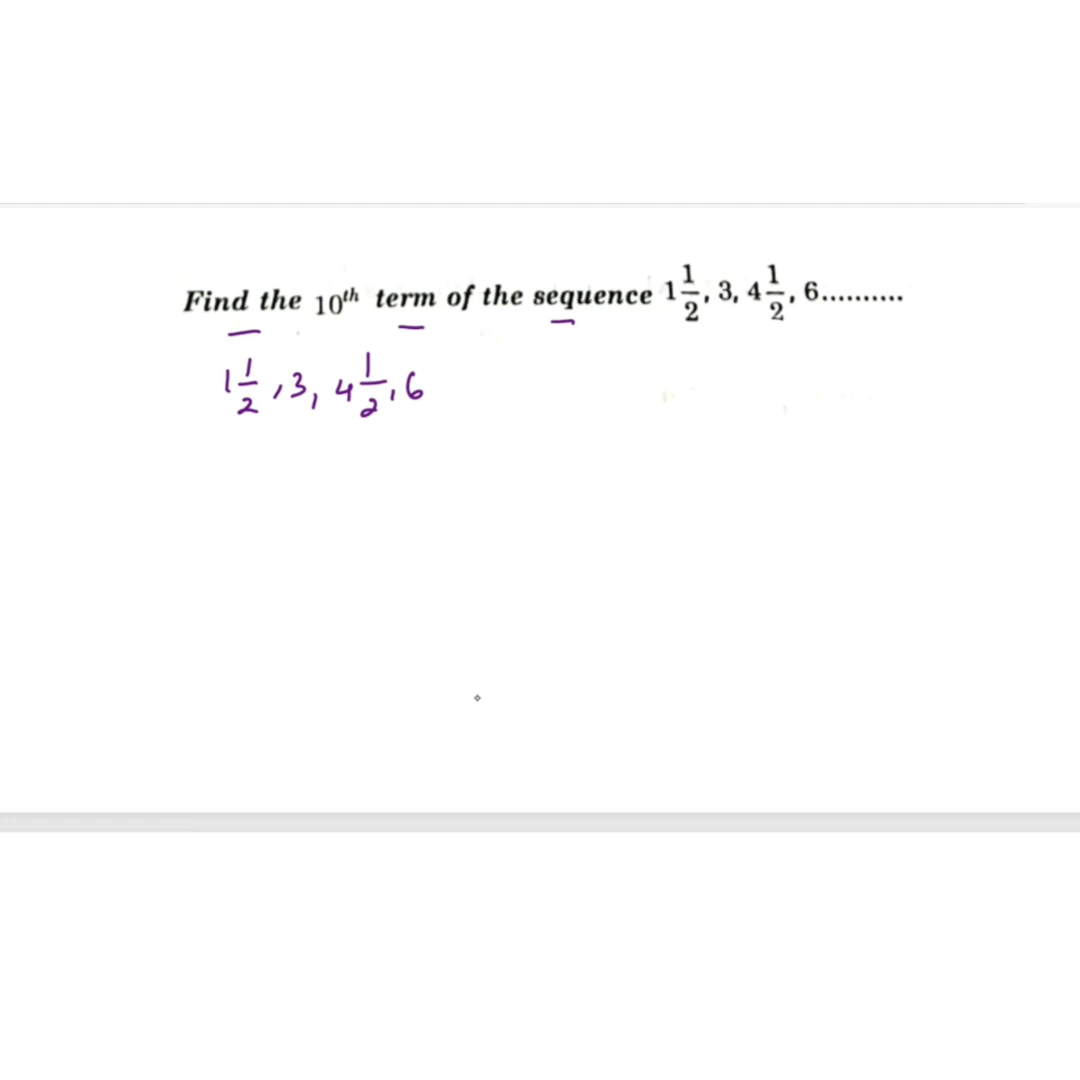 Find the 10th term of the sequence 1 1/2, 3, 4 1/2, 6..........
1 1/2, 3, 4 1/2, 6